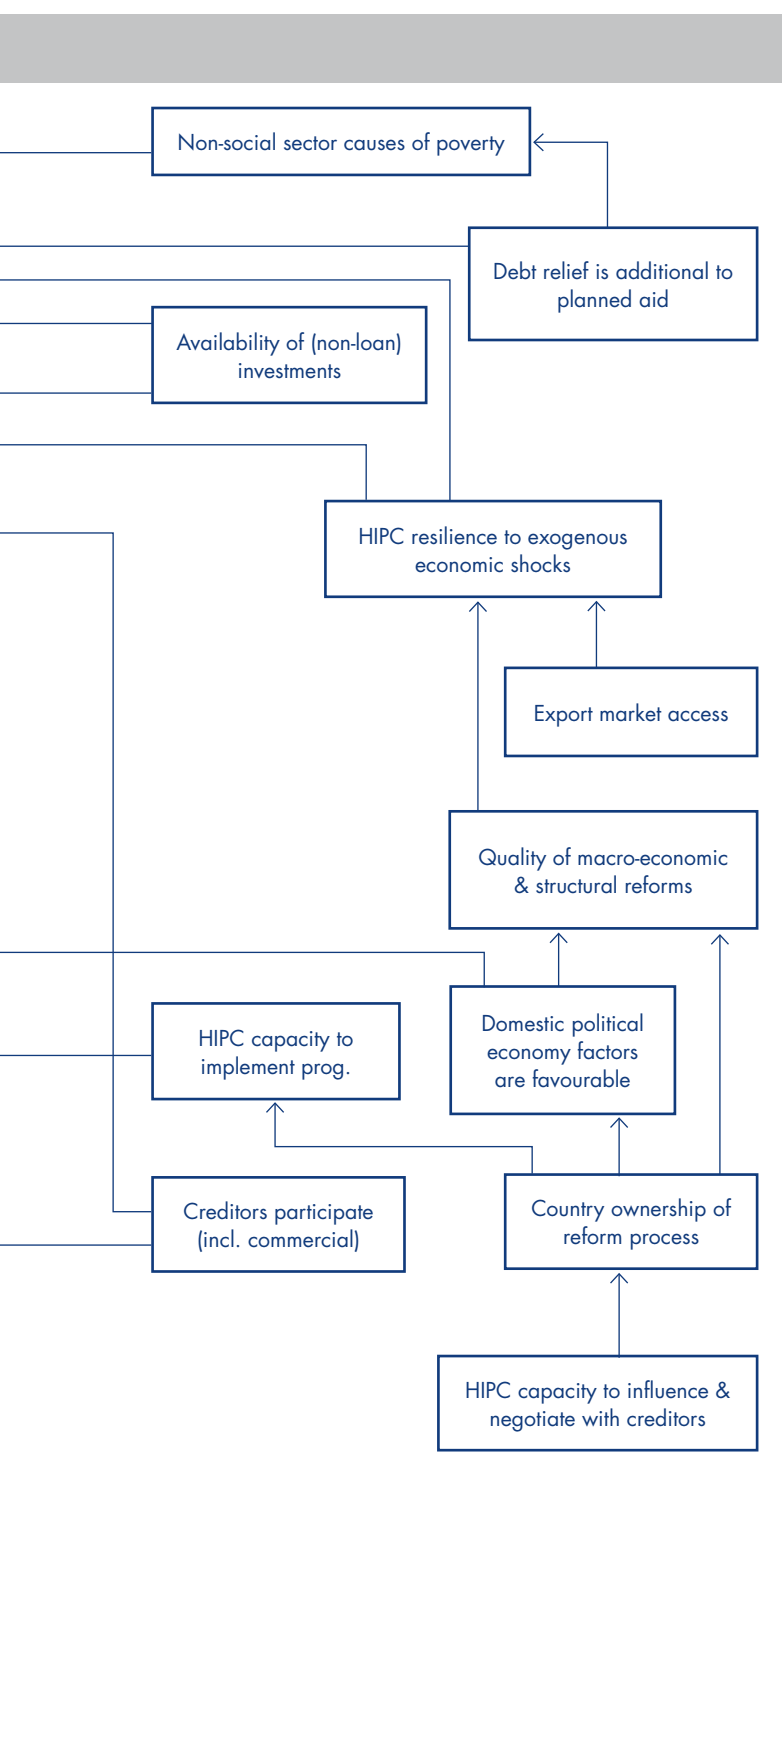 Non-social sector causes of poverty
Debt relief is additional to
planned aid
Availability of (non-loan)
investments
HIPC resilience to exogenous
economic shocks
Export market access
Quality of macro-economic
& structural reforms
Domestic political
economy factors
are favourable
HIPC capacity to
implement prog.
Creditors participate
(incl. commercial)
Country ownership of
reform process
HIPC capacity to influence &
negotiate with creditors